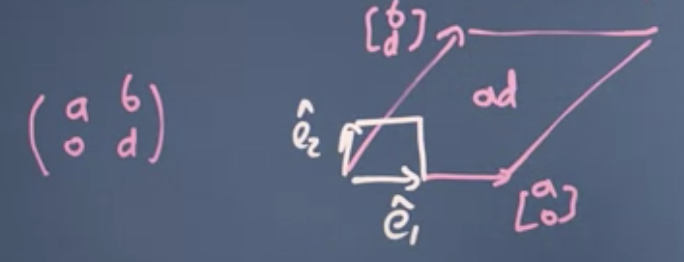 ( a b
0 d )
[ b
d ]
ad
ê₂
ê₁
[ a
0 ]